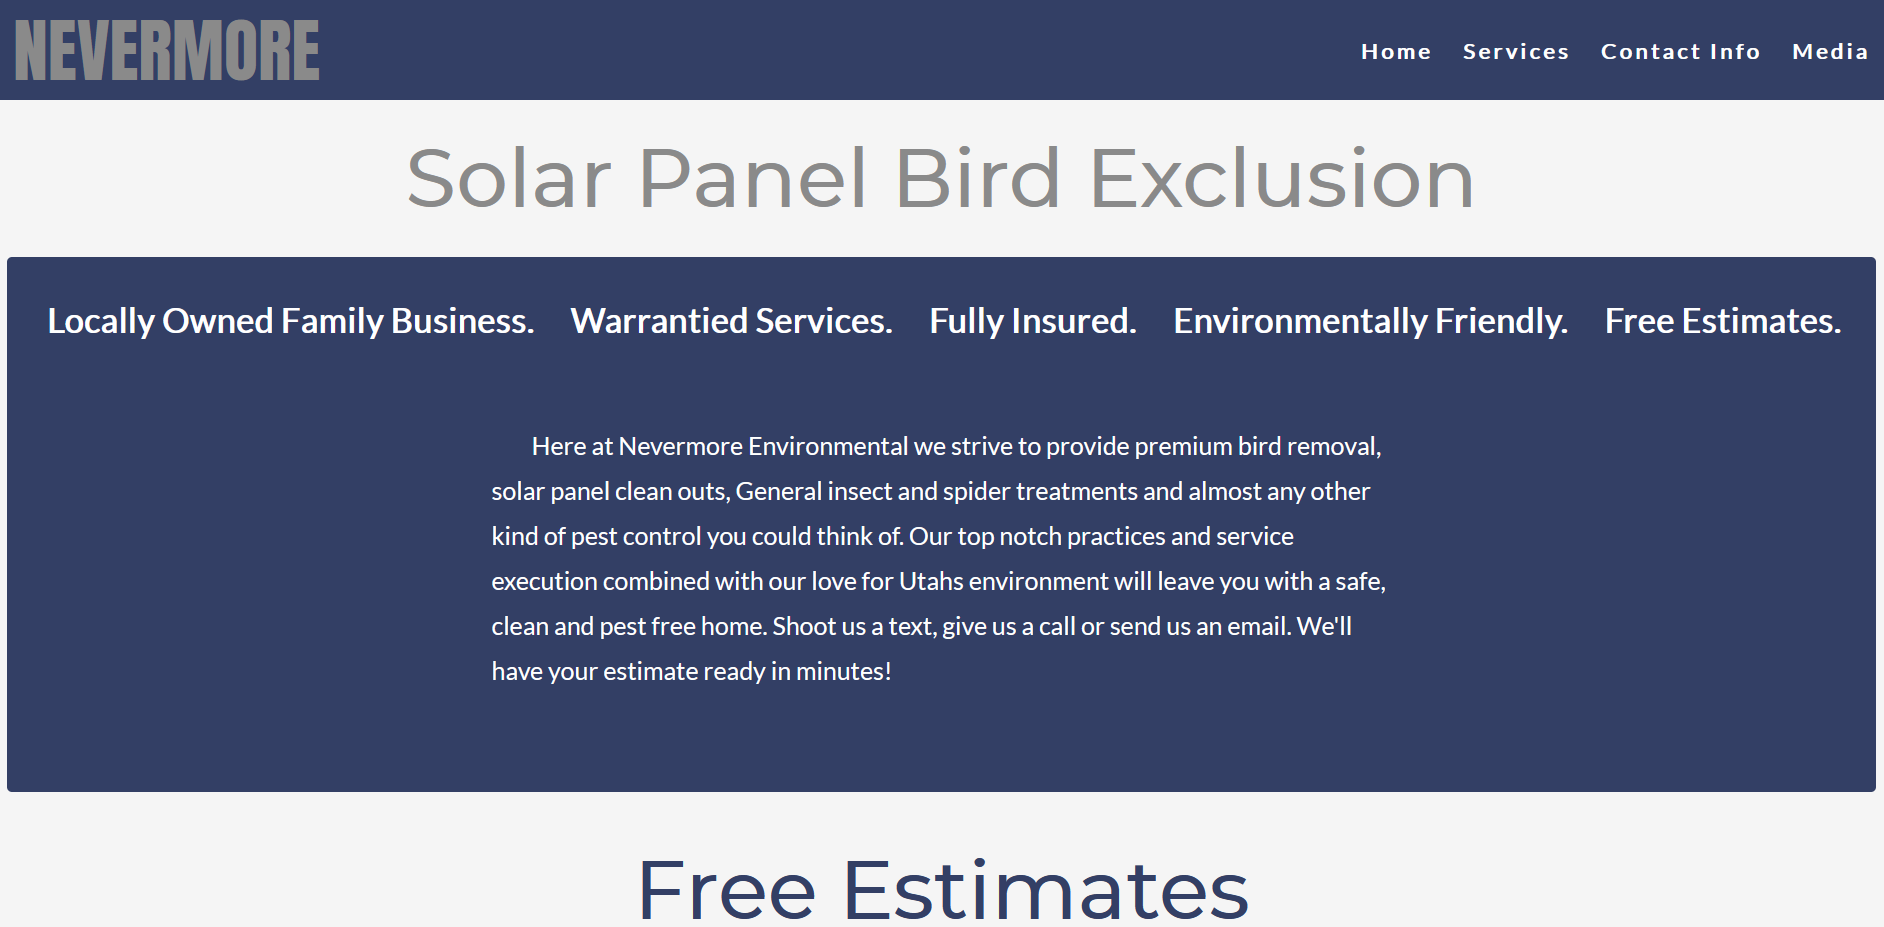 NEVERMORE
Home Services Contact Info Media
Solar Panel Bird Exclusion
Locally Owned Family Business. Warrantied Services. Fully Insured. Environmentally Friendly. Free Estimates.
Here at Nevermore Environmental we strive to provide premium bird removal,
solar panel clean outs, General insect and spider treatments and almost any other
kind of pest control you could think of. Our top notch practices and service
execution combined with our love for Utahs environment will leave you with a safe,
clean and pest free home. Shoot us a text, give us a call or send us an email. We'll
have your estimate ready in minutes!
Free Estimates